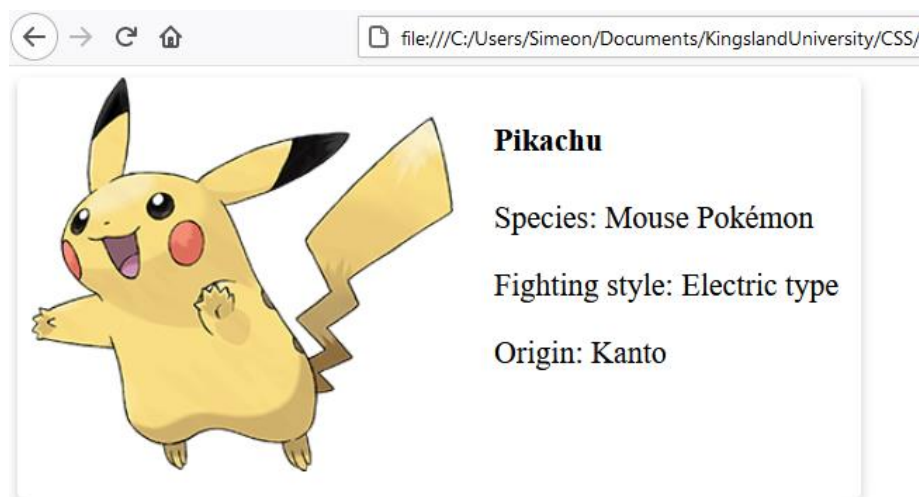 file:///C:/Users/Simeon/Documents/KingslandUniversity/CSS/
Pikachu
Species: Mouse Pokémon
Fighting style: Electric type
Origin: Kanto